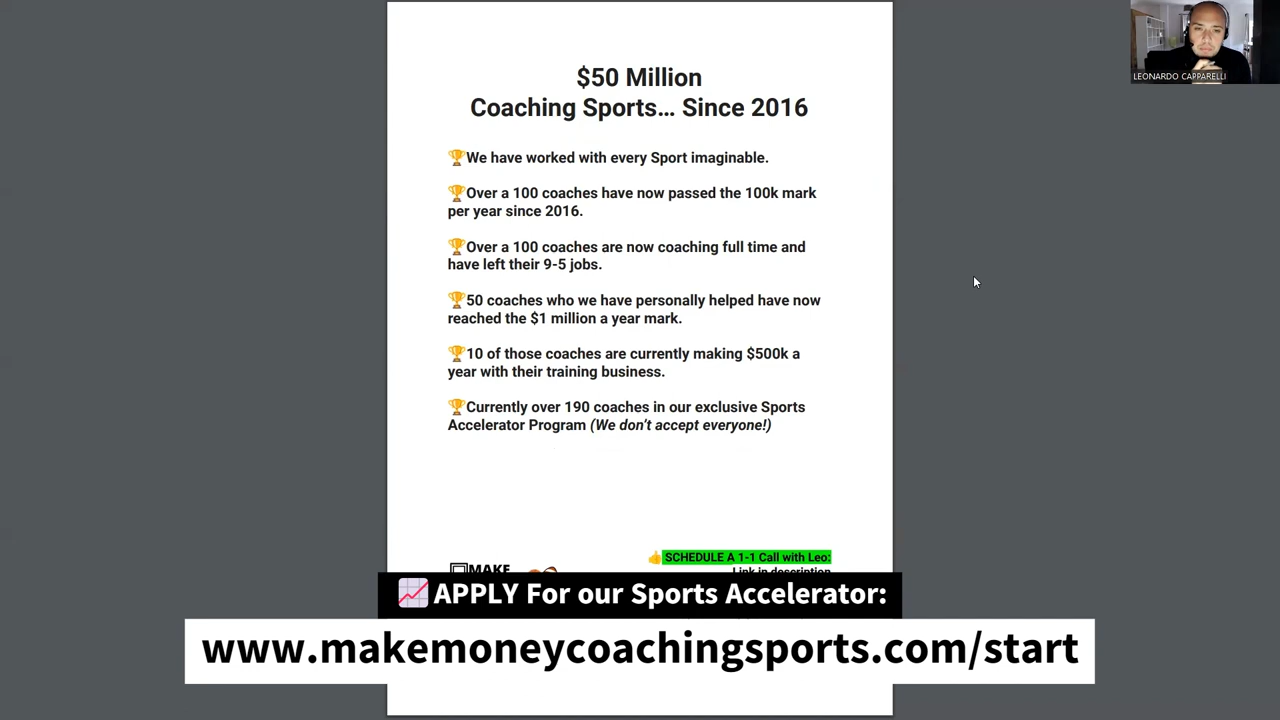 LEONARDO CAPPARELLI
$50 Million
Coaching Sports… Since 2016
🏆We have worked with every Sport imaginable.
🏆Over a 100 coaches have now passed the 100k mark
per year since 2016.
🏆Over a 100 coaches are now coaching full time and
have left their 9-5 jobs.
🏆50 coaches who we have personally helped have now
reached the $1 million a year mark.
🏆10 of those coaches are currently making $500k a
year with their training business.
🏆Currently over 190 coaches in our exclusive Sports
Accelerator Program (We don't accept everyone!)
👍 SCHEDULE A 1-1 Call with Leo:
Link in description
MAKE
📈 APPLY For our Sports Accelerator:
www.makemoneycoachingsports.com/start